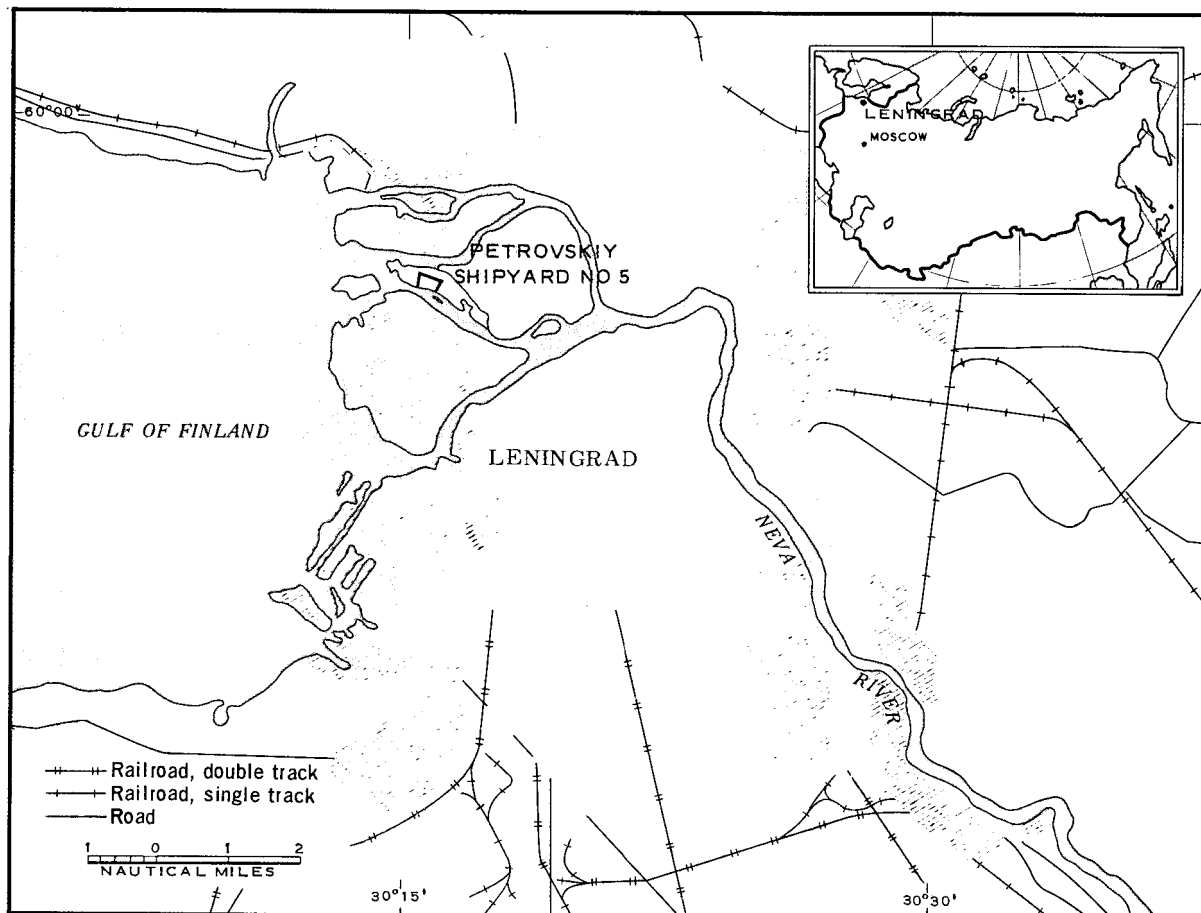 60°00'
LENINGRAD
MOSCOW
PETROVSKIY
SHIPYARD NO 5
GULF OF FINLAND
LENINGRAD
NEVA
RIVER
Railroad, double track
Railroad, single track
Road
1 0 1 2
NAUTICAL MILES
30°15'
30°30'